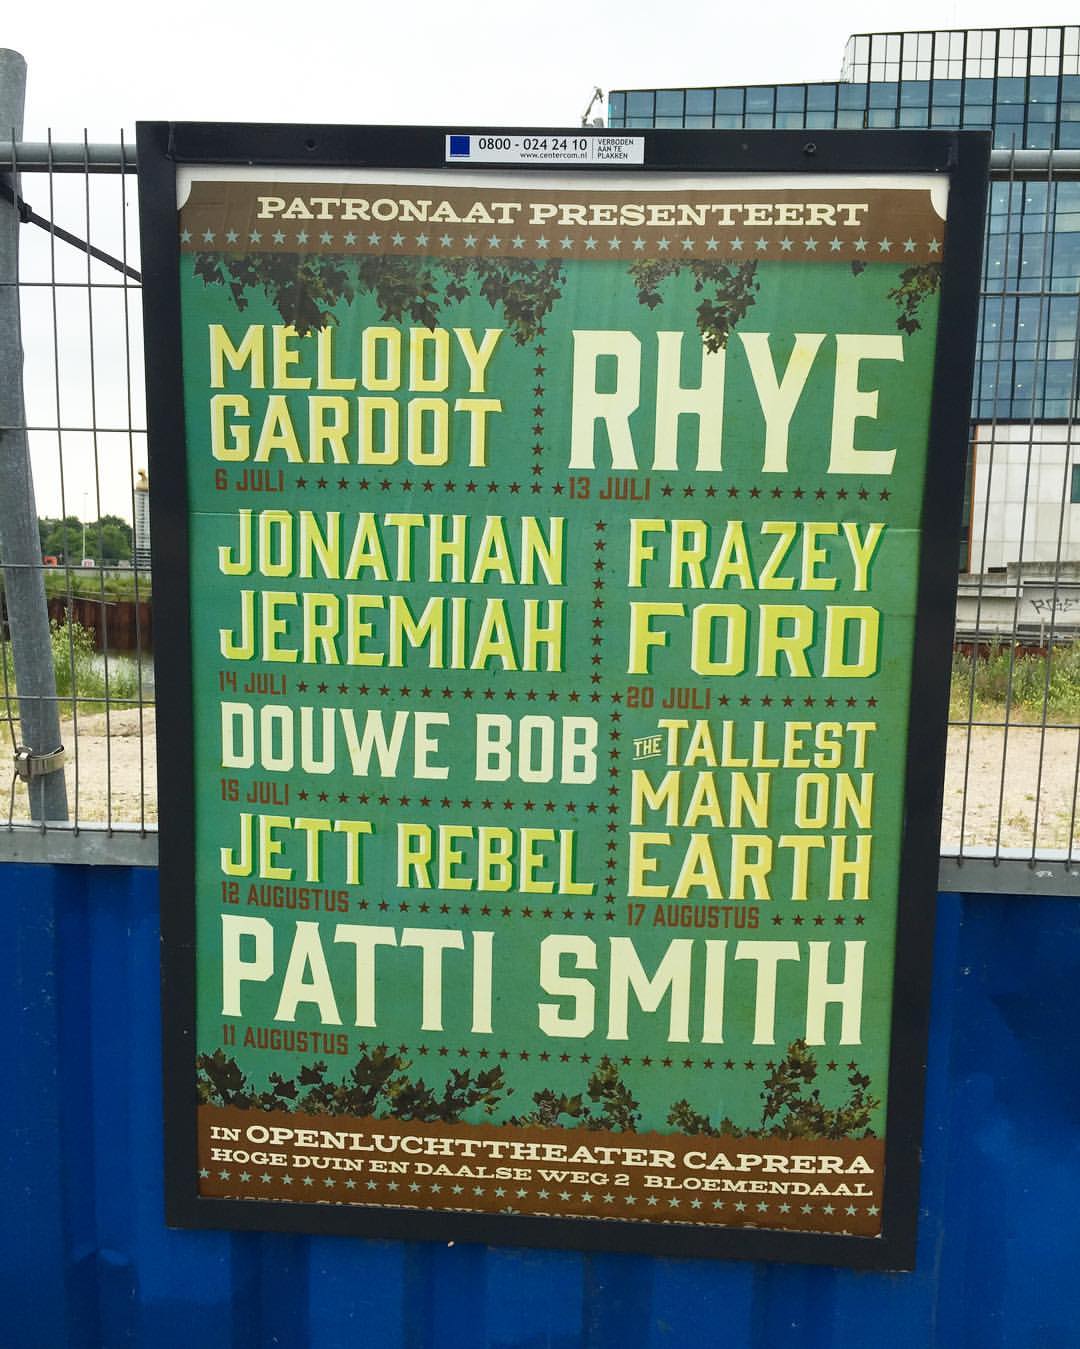 0800 - 024 24 10
www.centercom.nl
VERBODEN
AAN TE
PLAKKEN
PATRONAAT PRESENTEERT
MELODY
GARDOT
6 JULI
RHYE
13 JULI
JONATHAN
JEREMIAH
14 JULI
FRAZEY
FORD
20 JULI
DOUWE BOB
15 JULI
THE TALLEST
MAN ON
EARTH
17 AUGUSTUS
JETT REBEL
12 AUGUSTUS
PATTI SMITH
11 AUGUSTUS
IN OPENLUCHTTHEATER CAPRERA
HOGE DUIN EN DAALSE WEG 2 BLOEMENDAAL